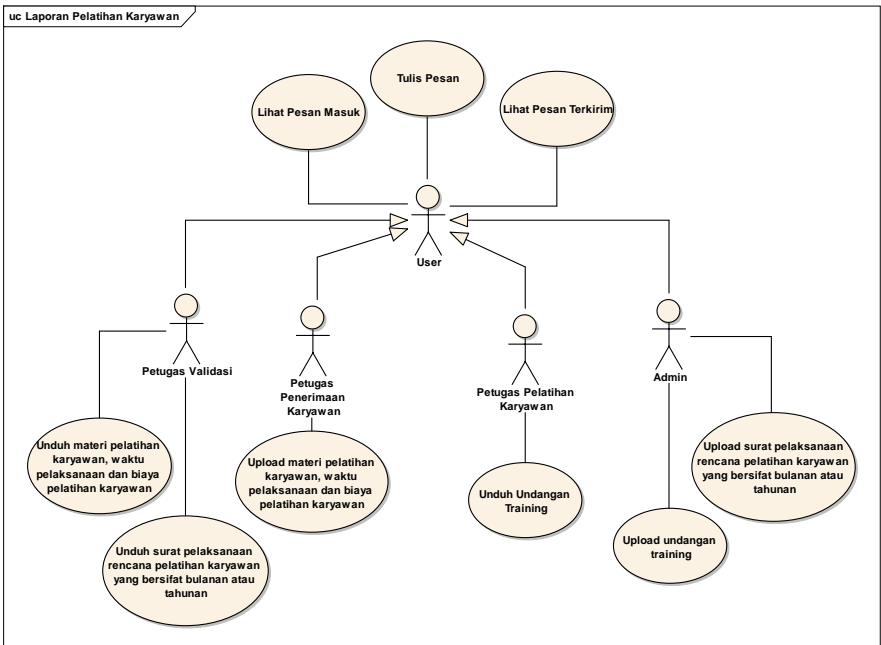 uc Laporan Pelatihan Karyawan
Tulis Pesan
Lihat Pesan Masuk
Lihat Pesan Terkirim
User
Petugas Validasi
Petugas
Penerimaan
Karyawan
Petugas Pelatihan
Karyawan
Admin
Unduh materi pelatihan
karyawan, waktu
pelaksanaan dan biaya
pelatihan karyawan
Upload materi pelatihan
karyawan, waktu
pelaksanaan dan biaya
pelatihan karyawan
Unduh Undangan
Training
Upload surat pelaksanaan
rencana pelatihan karyawan
yang bersifat bulanan atau
tahunan
Unduh surat pelaksanaan
rencana pelatihan karyawan
yang bersifat bulanan atau
tahunan
Upload undangan
training